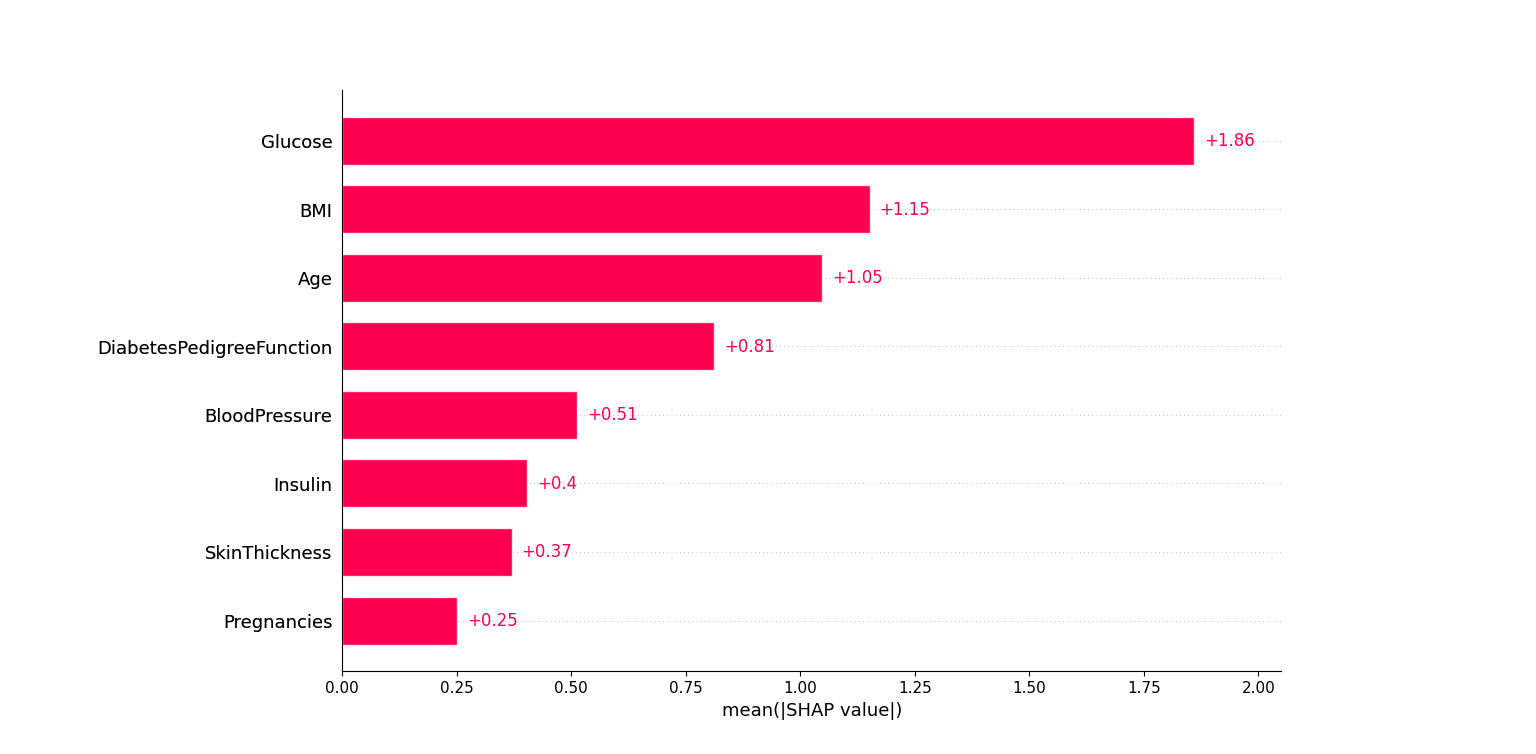 Glucose +1.86
BMI +1.15
Age +1.05
DiabetesPedigreeFunction +0.81
BloodPressure +0.51
Insulin +0.4
SkinThickness +0.37
Pregnancies +0.25
0.00 0.25 0.50 0.75 1.00 1.25 1.50 1.75 2.00
mean(|SHAP value|)